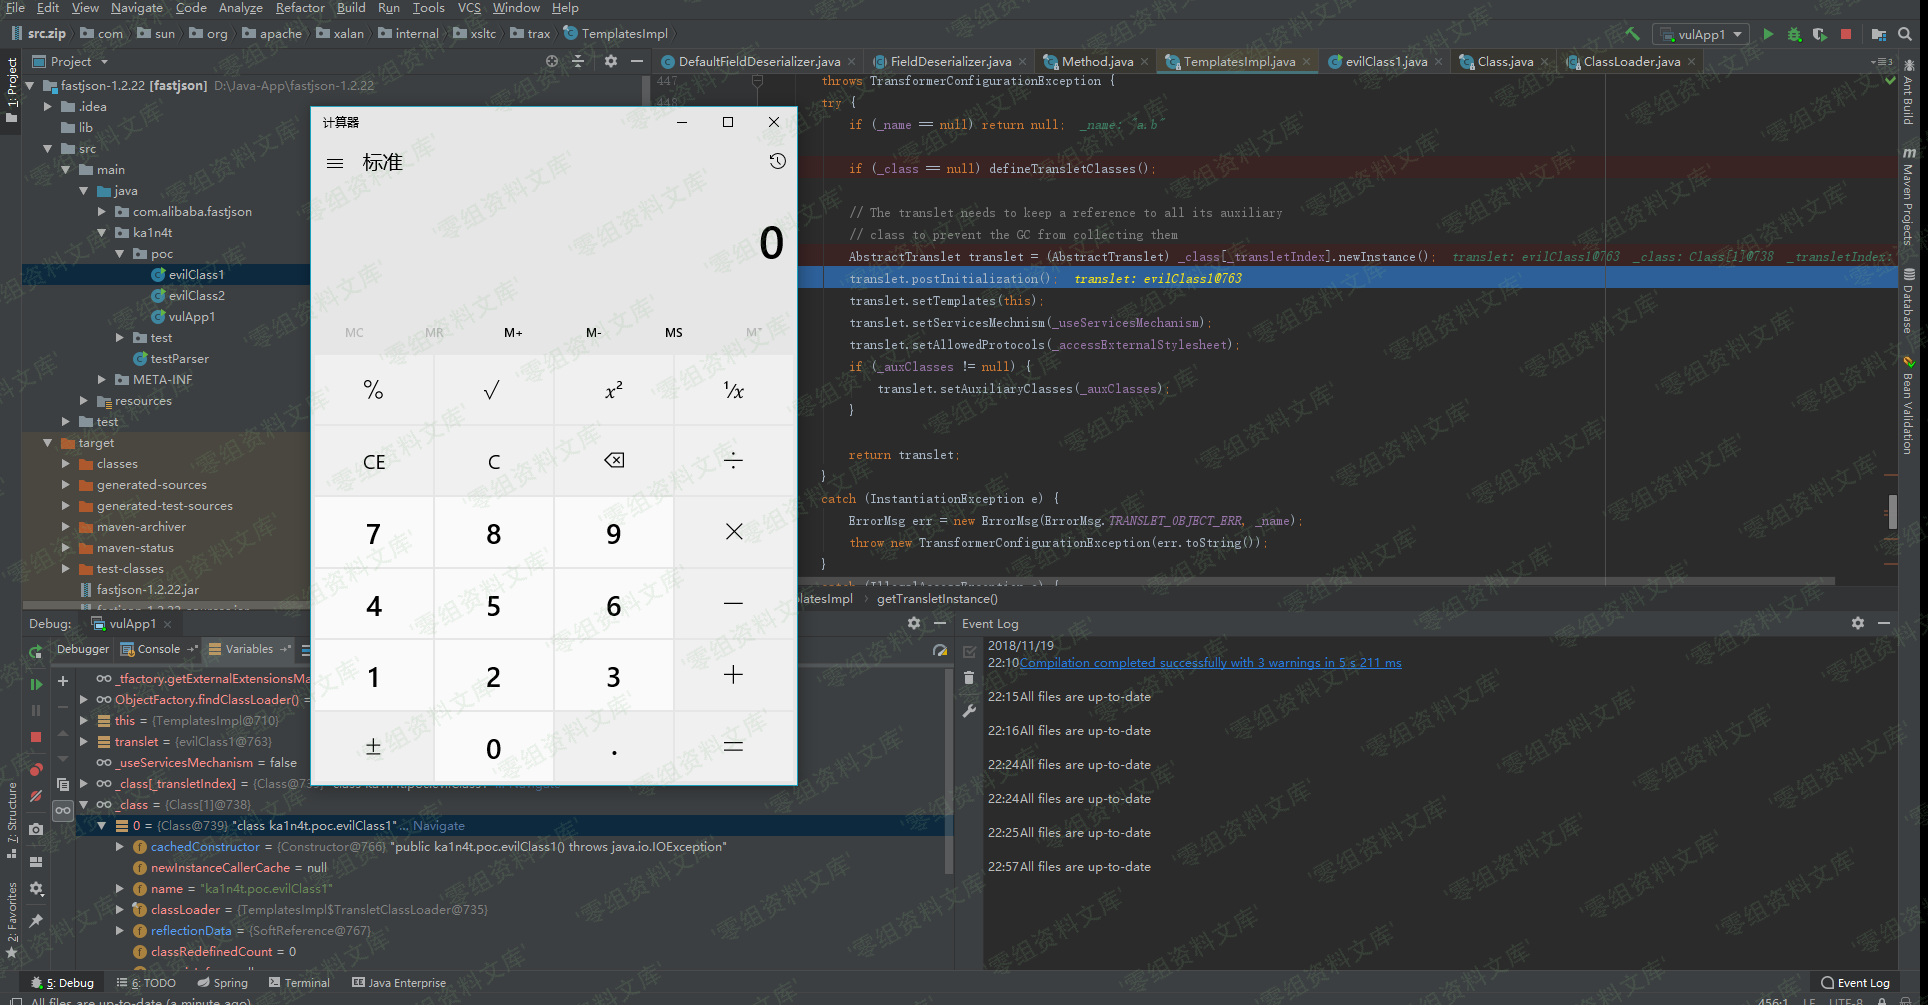 File Edit View Navigate Code Analyze Refactor Build Run Tools VCS Window Help
src.zip com sun org apache xalan internal xsltc trax TemplatesImpl
vulApp1
Project
DefaultFieldDeserializer.java FieldDeserializer.java Method.java TemplatesImpl.java evilClass1.java Class.java ClassLoader.java
1: Project
fastjson-1.2.22 [fastjson] D:\Java-App\fastjson-1.2.22
.idea
lib
src
main
java
com.alibaba.fastjson
ka1n4t
poc
evilClass1
evilClass2
vulApp1
test
testParser
META-INF
resources
test
target
classes
generated-sources
generated-test-sources
maven-archiver
maven-status
test-classes
fastjson-1.2.22.jar
计算器
标准
0
MC MR M+ M- MS
% √ x² ¹/x
CE C ÷
7 8 9 ×
4 5 6 −
1 2 3 +
± 0 . =
447
448
throws TransformerConfigurationException {
try {
if (_name == null) return null; _name: "a.b"
if (_class == null) defineTransletClasses();
// The translet needs to keep a reference to all its auxiliary
// class to prevent the GC from collecting them
AbstractTranslet translet = (AbstractTranslet) _class[_transletIndex].newInstance(); translet: evilClass1@763 _class: Class[1]@738 _transletIndex:
translet.postInitialization(); translet: evilClass1@763
translet.setTemplates(this);
translet.setServicesMechnism(_useServicesMechanism);
translet.setAllowedProtocols(_accessExternalStylesheet);
if (_auxClasses != null) {
translet.setAuxiliaryClasses(_auxClasses);
}
return translet;
}
catch (InstantiationException e) {
ErrorMsg err = new ErrorMsg(ErrorMsg.TRANSLET_OBJECT_ERR, _name);
throw new TransformerConfigurationException(err.toString());
}
catch (IllegalAccessException e) {
latesImpl getTransletInstance()
Ant Build
Maven Projects
Database
Bean Validation
Debug: vulApp1
Debugger Console Variables
_tfactory.getExternalExtensionsMa
ObjectFactory.findClassLoader() =
this = {TemplatesImpl@710}
translet = {evilClass1@763}
_useServicesMechanism = false
_class[_transletIndex] = {Class@739} "class ka1n4t.poc.evilClass1" ... Navigate
_class = {Class[1]@738}
0 = {Class@739} "class ka1n4t.poc.evilClass1" ... Navigate
cachedConstructor = {Constructor@766} "public ka1n4t.poc.evilClass1() throws java.io.IOException"
newInstanceCallerCache = null
name = "ka1n4t.poc.evilClass1"
classLoader = {TemplatesImpl$TransletClassLoader@735}
reflectionData = {SoftReference@767}
classRedefinedCount = 0
7: Structure
2: Favorites
Event Log
2018/11/19
22:10 Compilation completed successfully with 3 warnings in 5 s 211 ms
22:15 All files are up-to-date
22:16 All files are up-to-date
22:24 All files are up-to-date
22:24 All files are up-to-date
22:25 All files are up-to-date
22:57 All files are up-to-date
5: Debug 6: TODO Spring Terminal Java Enterprise Event Log
All files are up-to-date (a minute ago) 456:1 LF UTF-8
零组资料文库